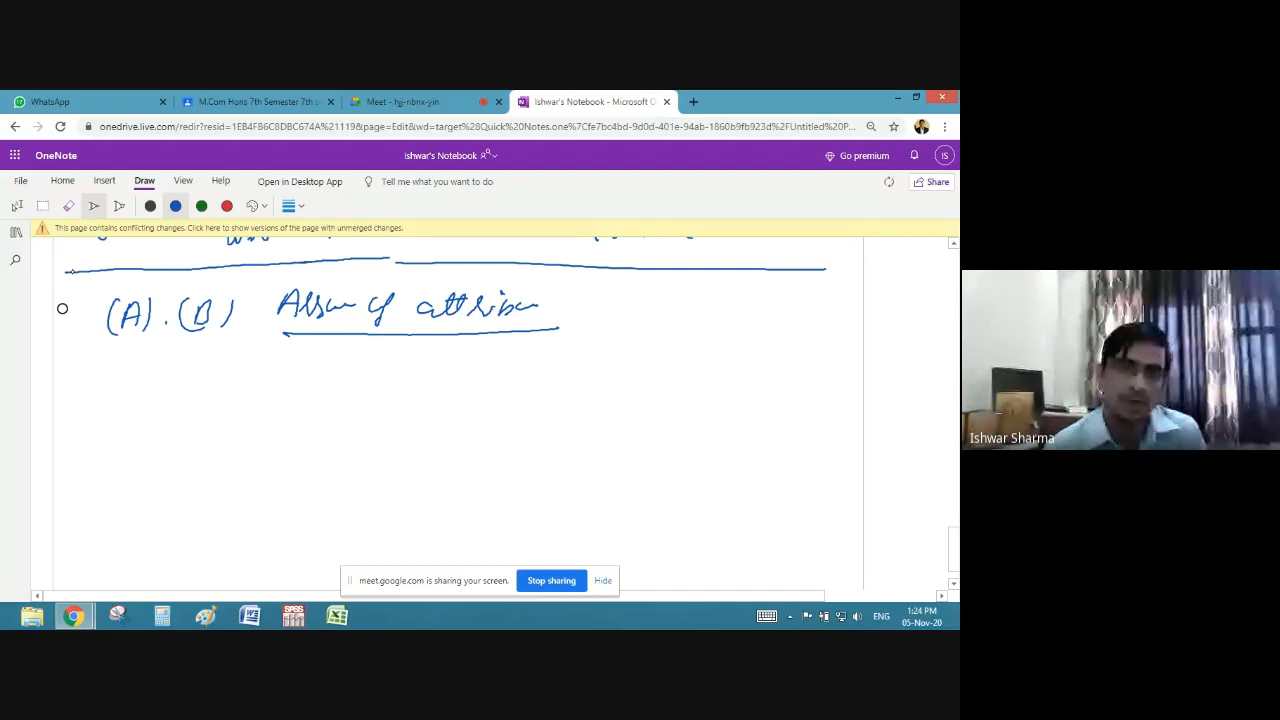 WhatsApp
M.Com Hons 7th Semester 7th s
Meet - hjj-nbnx-yin
Ishwar's Notebook - Microsoft O
onedrive.live.com/redir?resid=1EB4FB6C8DBC674A%21119&page=Edit&wd=target%28Quick%20Notes.one%7Cfe7bc4bd-9d0d-401e-94ab-1860b9fb923d%2FUntitled%20P...
OneNote
Ishwar's Notebook
Go premium
IS
File Home Insert Draw View Help Open in Desktop App Tell me what you want to do Share
This page contains conflicting changes. Click here to show versions of the page with unmerged changes.
(A) . (B) of
Ishwar Sharma
meet.google.com is sharing your screen. Stop sharing Hide
ENG
1:24 PM
05-Nov-20